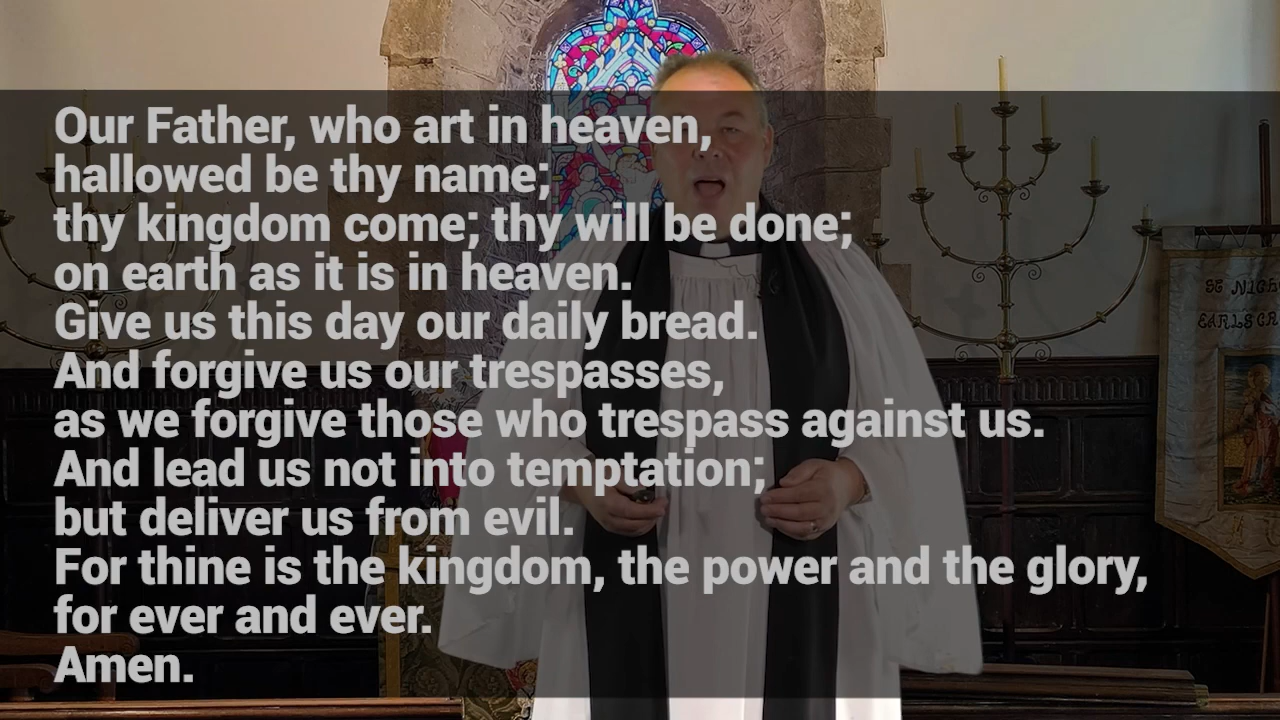 Our Father, who art in heaven,
hallowed be thy name;
thy kingdom come; thy will be done;
on earth as it is in heaven.
Give us this day our daily bread.
And forgive us our trespasses,
as we forgive those who trespass against us.
And lead us not into temptation;
but deliver us from evil.
For thine is the kingdom, the power and the glory,
for ever and ever.
Amen.